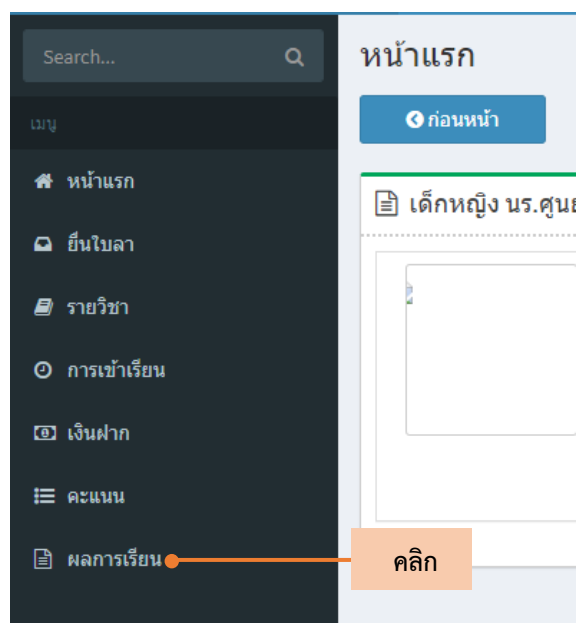 Search...
เมนู
หน้าแรก
ยื่นใบลา
รายวิชา
การเข้าเรียน
เงินฝาก
คะแนน
ผลการเรียน
คลิก
หน้าแรก
ก่อนหน้า
เด็กหญิง นร.